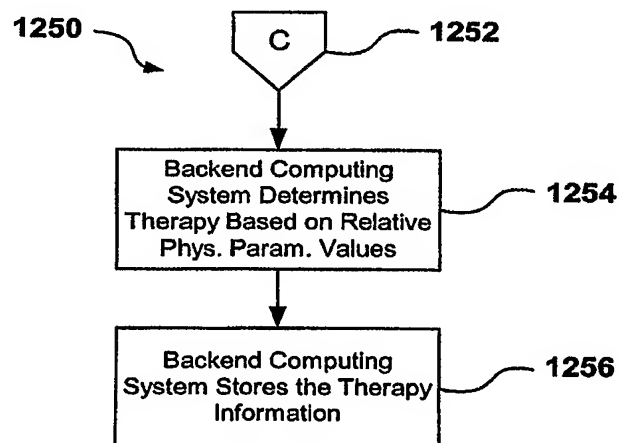 1250
C
1252
Backend Computing
System Determines
Therapy Based on Relative
Phys. Param. Values
1254
Backend Computing
System Stores the Therapy
Information
1256